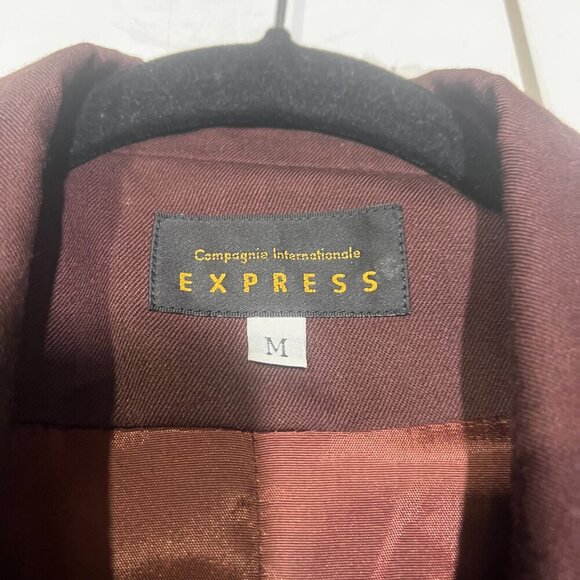 Compagnie Internationale
EXPRESS
M